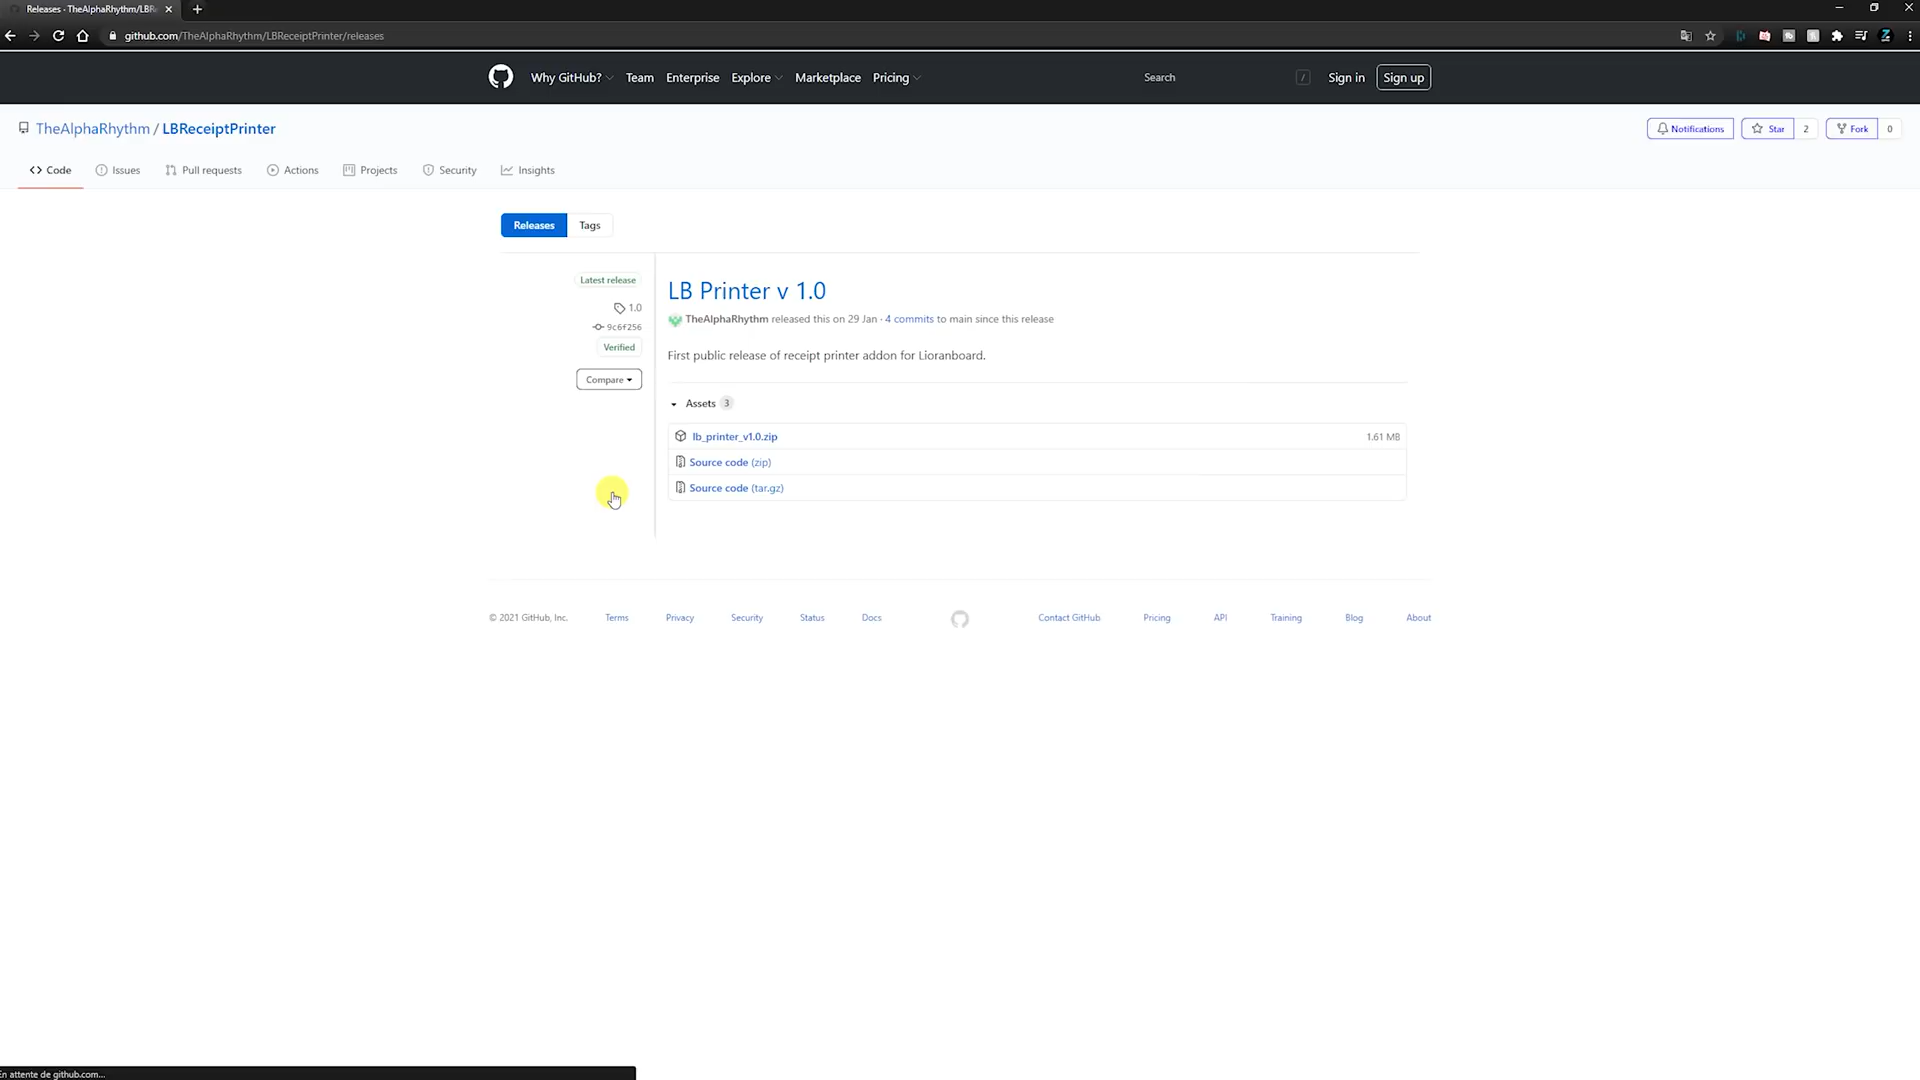 Releases · TheAlphaRhythm/LBRe
github.com/TheAlphaRhythm/LBReceiptPrinter/releases
Why GitHub? Team Enterprise Explore Marketplace Pricing Search / Sign in Sign up
TheAlphaRhythm / LBReceiptPrinter
Notifications Star 2 Fork 0
Code Issues Pull requests Actions Projects Security Insights
Releases Tags
Latest release
1.0
9c6f256
Verified
Compare
LB Printer v 1.0
TheAlphaRhythm released this on 29 Jan · 4 commits to main since this release
First public release of receipt printer addon for Lioranboard.
Assets 3
lb_printer_v1.0.zip 1.61 MB
Source code (zip)
Source code (tar.gz)
© 2021 GitHub, Inc. Terms Privacy Security Status Docs Contact GitHub Pricing API Training Blog About
En attente de github.com...